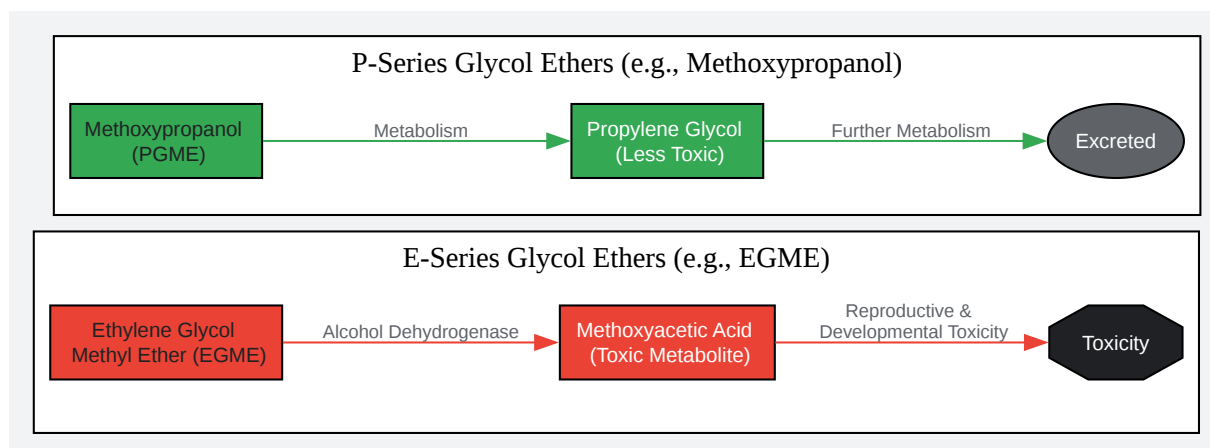 P-Series Glycol Ethers (e.g., Methoxypropanol)
Methoxypropanol
(PGME)
Metabolism
Propylene Glycol
(Less Toxic)
Further Metabolism
Excreted
E-Series Glycol Ethers (e.g., EGME)
Ethylene Glycol
Methyl Ether (EGME)
Alcohol Dehydrogenase
Methoxyacetic Acid
(Toxic Metabolite)
Reproductive &
Developmental Toxicity
Toxicity